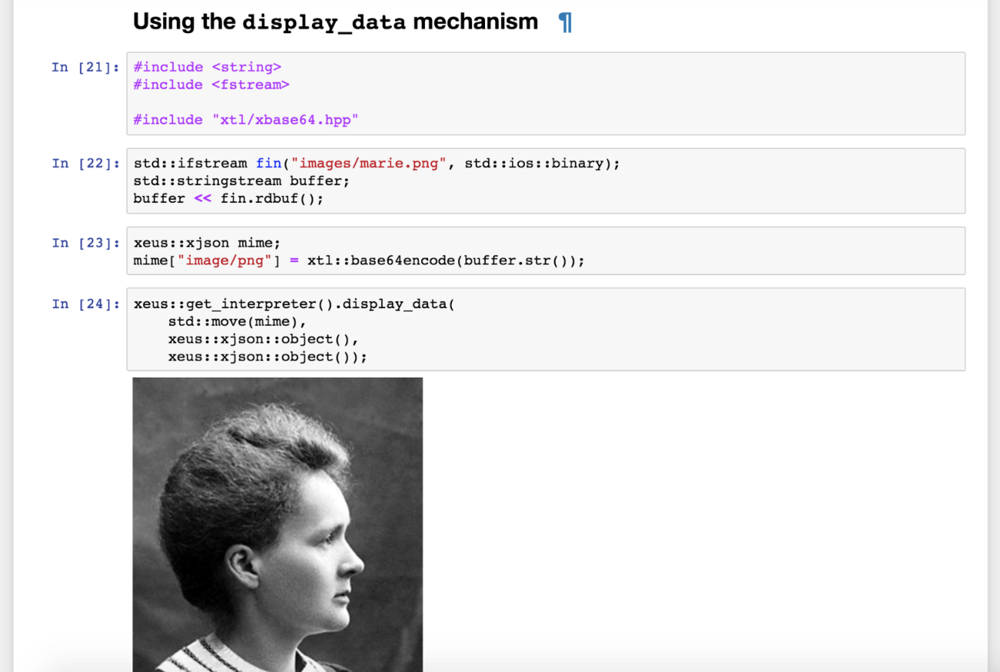 Using the display_data mechanism ¶
In [21]:
#include <string>
#include <fstream>
#include "xtl/xbase64.hpp"
In [22]:
std::ifstream fin("images/marie.png", std::ios::binary);
std::stringstream buffer;
buffer << fin.rdbuf();
In [23]:
xeus::xjson mime;
mime["image/png"] = xtl::base64encode(buffer.str());
In [24]:
xeus::get_interpreter().display_data(
    std::move(mime),
    xeus::xjson::object(),
    xeus::xjson::object());